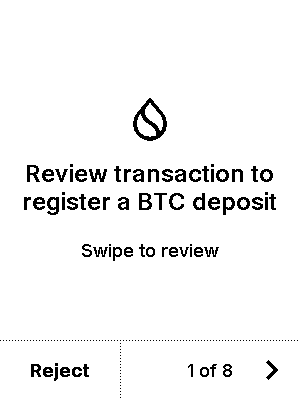 Review transaction to
register a BTC deposit
Swipe to review
Reject
1 of 8